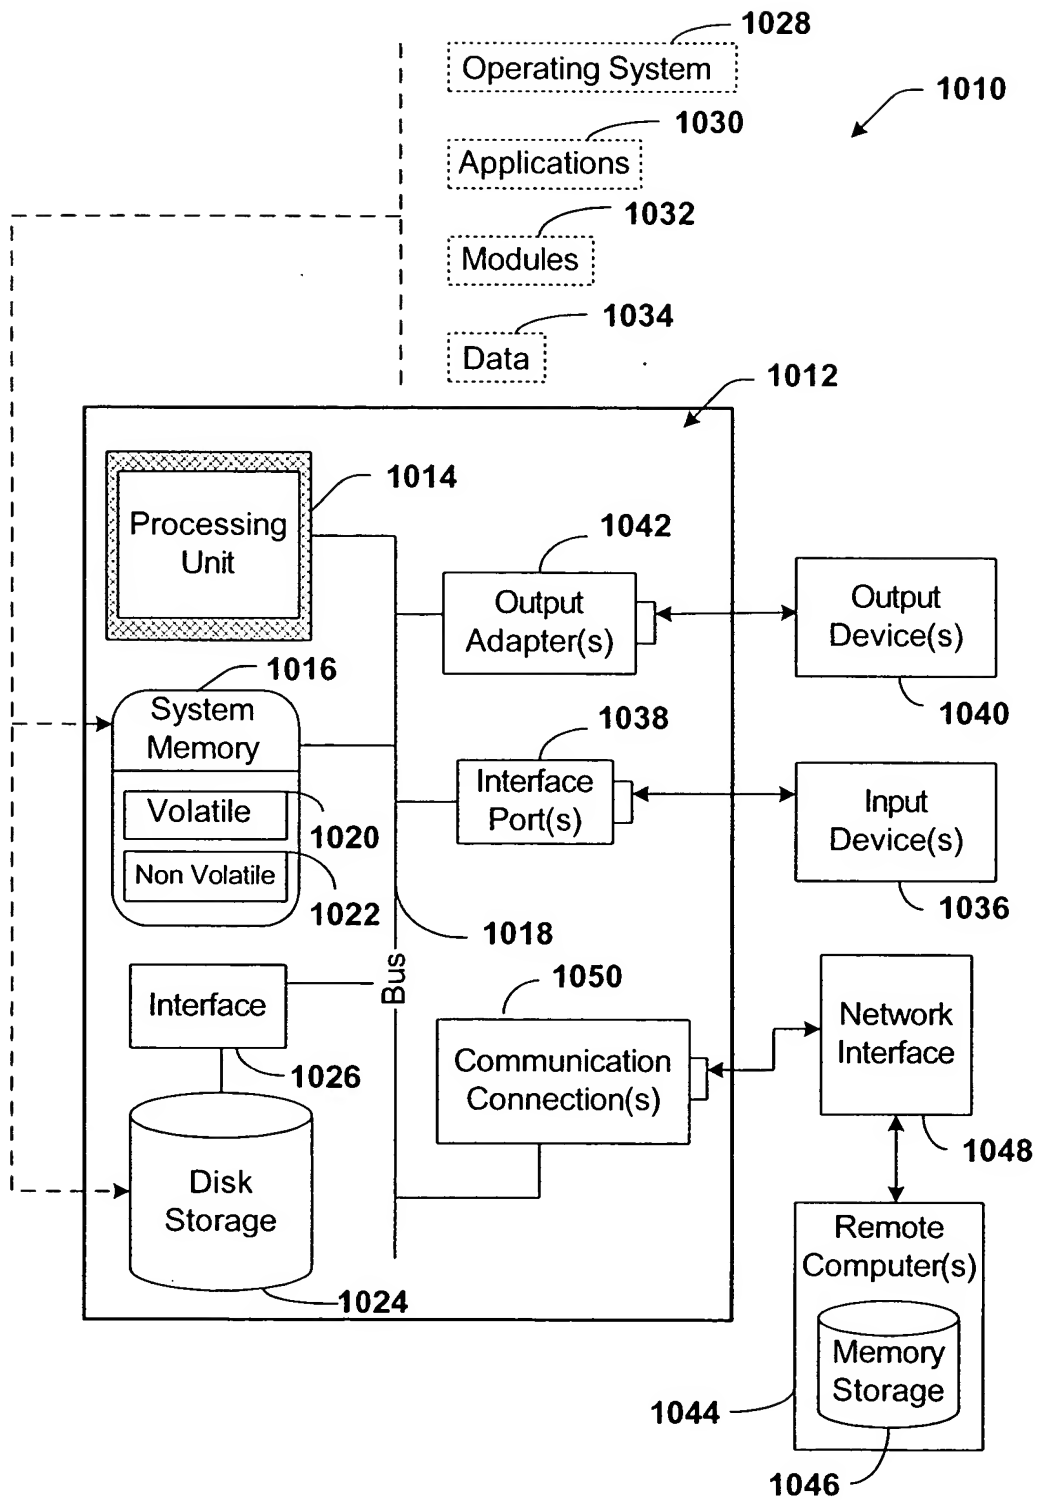 1028
Operating System
1010
1030
Applications
1032
Modules
1034
Data
1012
1014
Processing
Unit
1042
Output
Adapter(s)
Output
Device(s)
1040
1016
System
Memory
Volatile
1020
Non Volatile
1022
1038
Interface
Port(s)
Input
Device(s)
1036
1018
Bus
Interface
1026
1050
Communication
Connection(s)
Network
Interface
1048
Disk
Storage
1024
Remote
Computer(s)
Memory
Storage
1044
1046